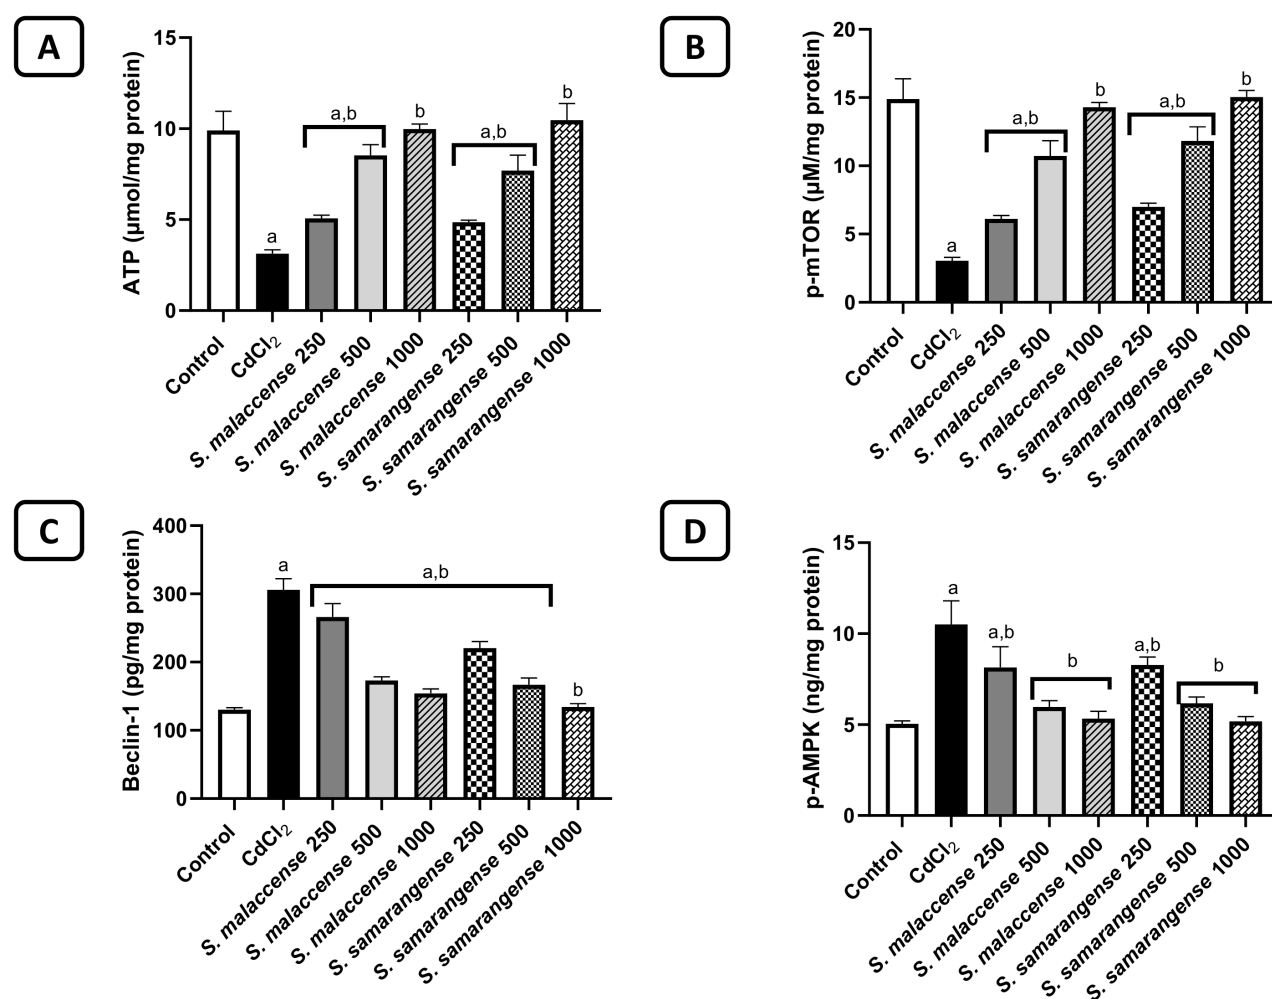 A
ATP (µmol/mg protein)
15
10
5
0
a
a,b
b
a,b
b
Control
CdCl₂
S. malaccense 250
S. malaccense 500
S. malaccense 1000
S. samarangense 250
S. samarangense 500
S. samarangense 1000
B
p-mTOR (µM/mg protein)
20
15
10
5
0
a
a,b
b
a,b
b
Control
CdCl₂
S. malaccense 250
S. malaccense 500
S. malaccense 1000
S. samarangense 250
S. samarangense 500
S. samarangense 1000
C
Beclin-1 (pg/mg protein)
400
300
200
100
0
a
a,b
b
Control
CdCl₂
S. malaccense 250
S. malaccense 500
S. malaccense 1000
S. samarangense 250
S. samarangense 500
S. samarangense 1000
D
p-AMPK (ng/mg protein)
15
10
5
0
a
a,b
b
a,b
b
Control
CdCl₂
S. malaccense 250
S. malaccense 500
S. malaccense 1000
S. samarangense 250
S. samarangense 500
S. samarangense 1000